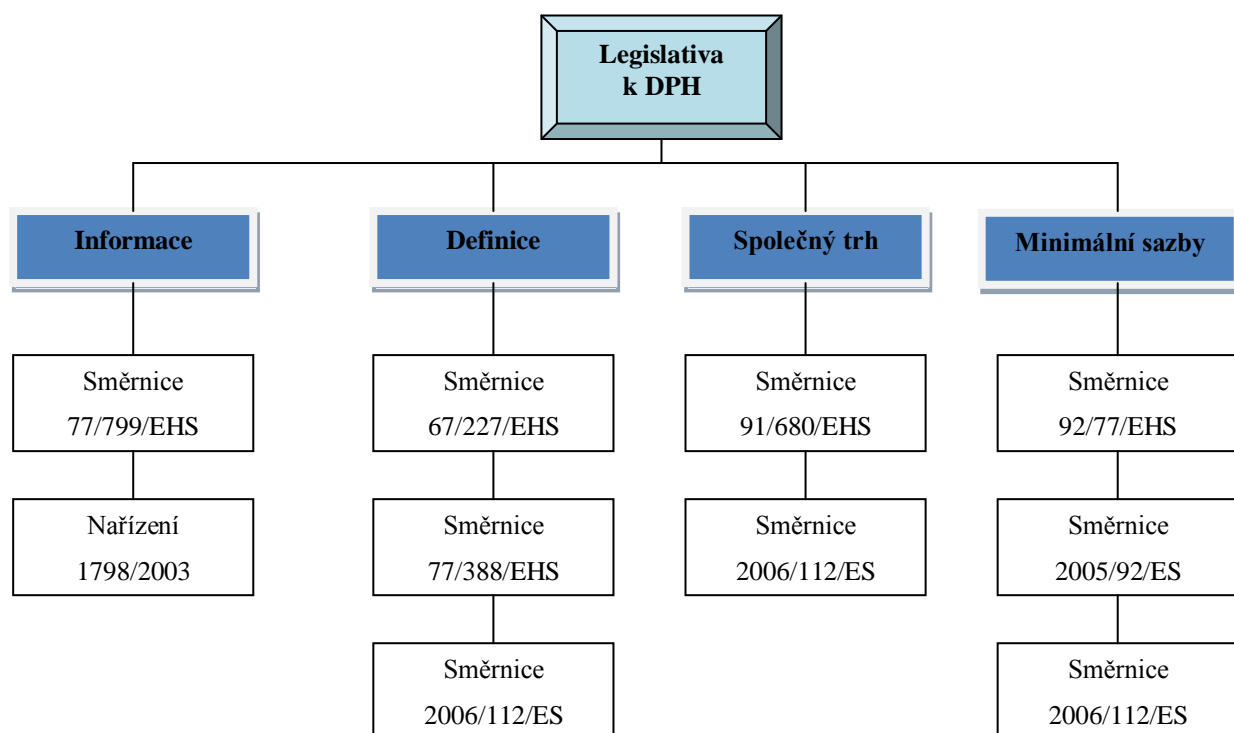 Legislativa
k DPH
Informace
Definice
Společný trh
Minimální sazby
Směrnice
77/799/EHS
Směrnice
67/227/EHS
Směrnice
91/680/EHS
Směrnice
92/77/EHS
Nařízení
1798/2003
Směrnice
77/388/EHS
Směrnice
2006/112/ES
Směrnice
2005/92/ES
Směrnice
2006/112/ES
Směrnice
2006/112/ES